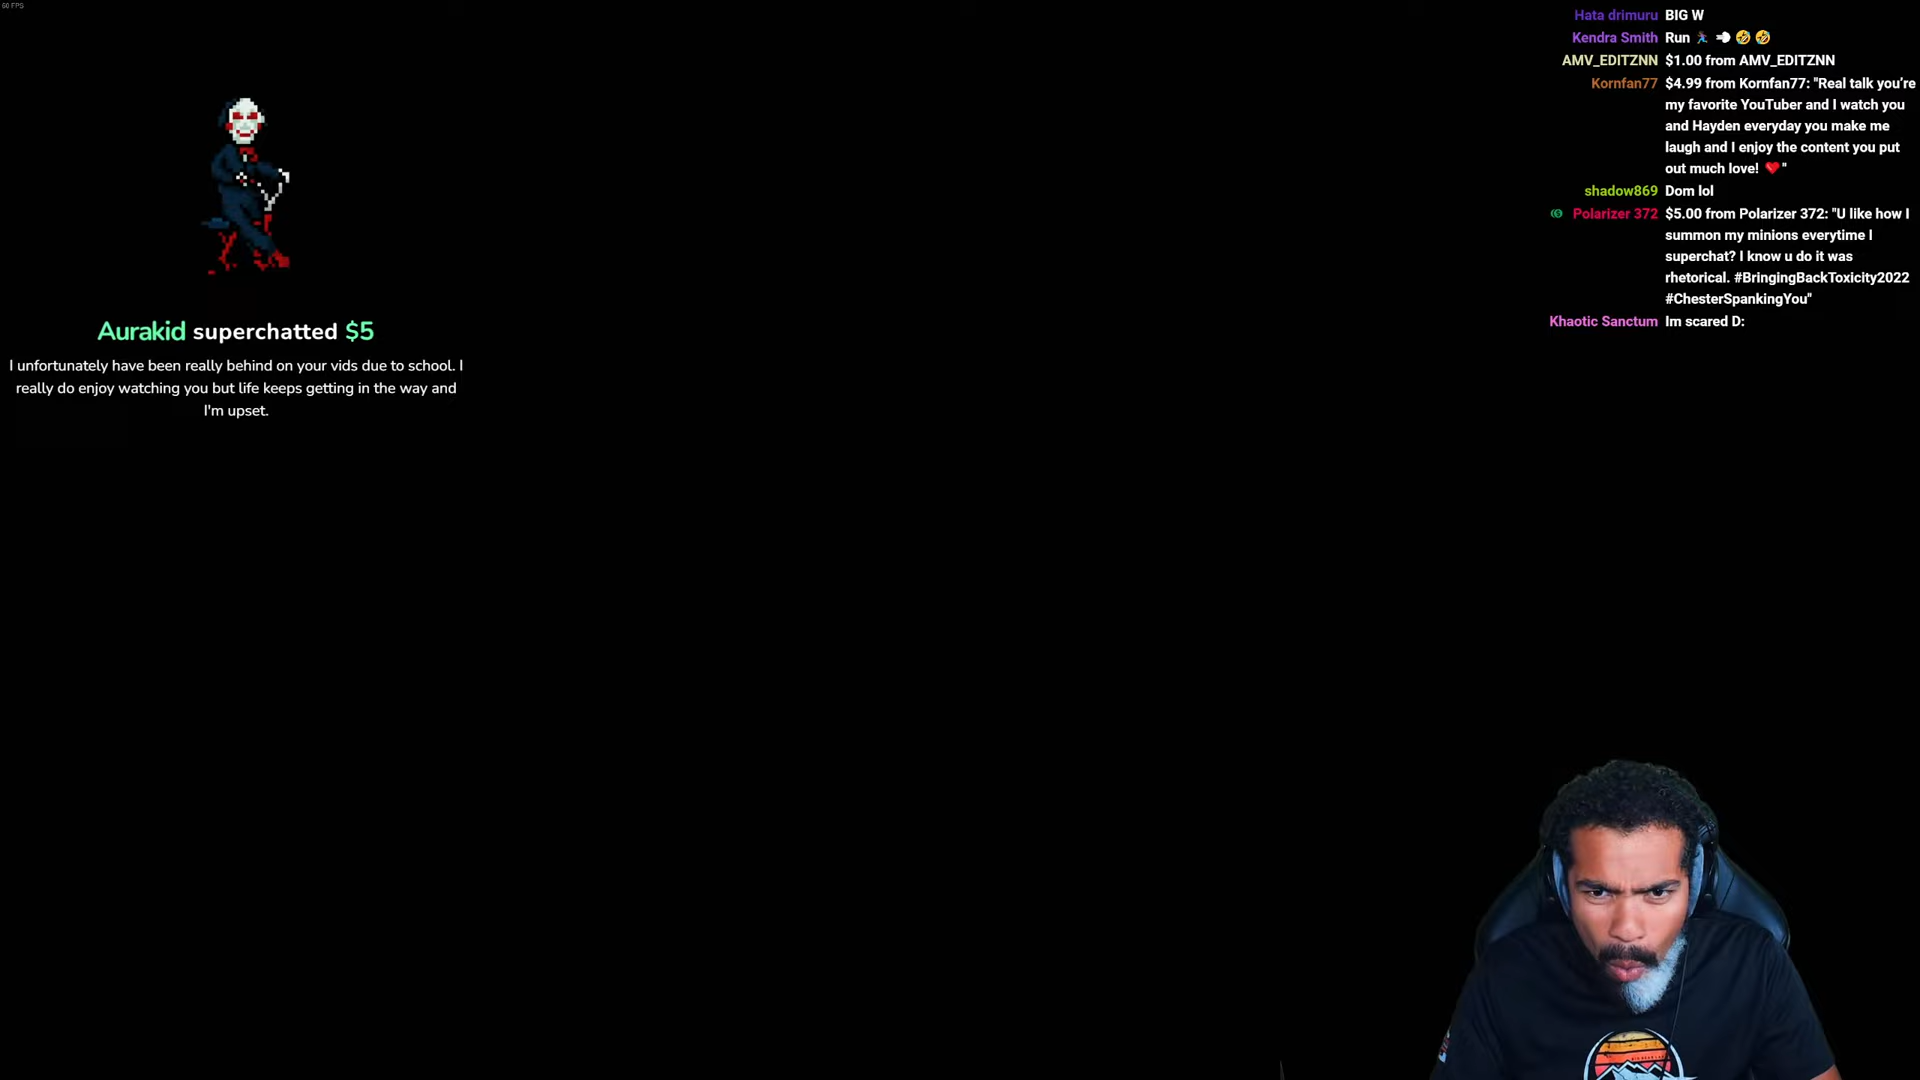 60 FPS
Hata drimuru BIG W
Kendra Smith Run 🏃🏾‍♀️ 💨 🤣 🤣
AMV_EDITZNN $1.00 from AMV_EDITZNN
Kornfan77 $4.99 from Kornfan77: "Real talk you're
my favorite YouTuber and I watch you
and Hayden everyday you make me
laugh and I enjoy the content you put
out much love! ❤️"
shadow869 Dom lol
Polarizer 372 $5.00 from Polarizer 372: "U like how I
summon my minions everytime I
superchat? I know u do it was
rhetorical. #BringingBackToxicity2022
#ChesterSpankingYou"
Khaotic Sanctum Im scared D:
Aurakid superchatted $5
I unfortunately have been really behind on your vids due to school. I
really do enjoy watching you but life keeps getting in the way and
I'm upset.